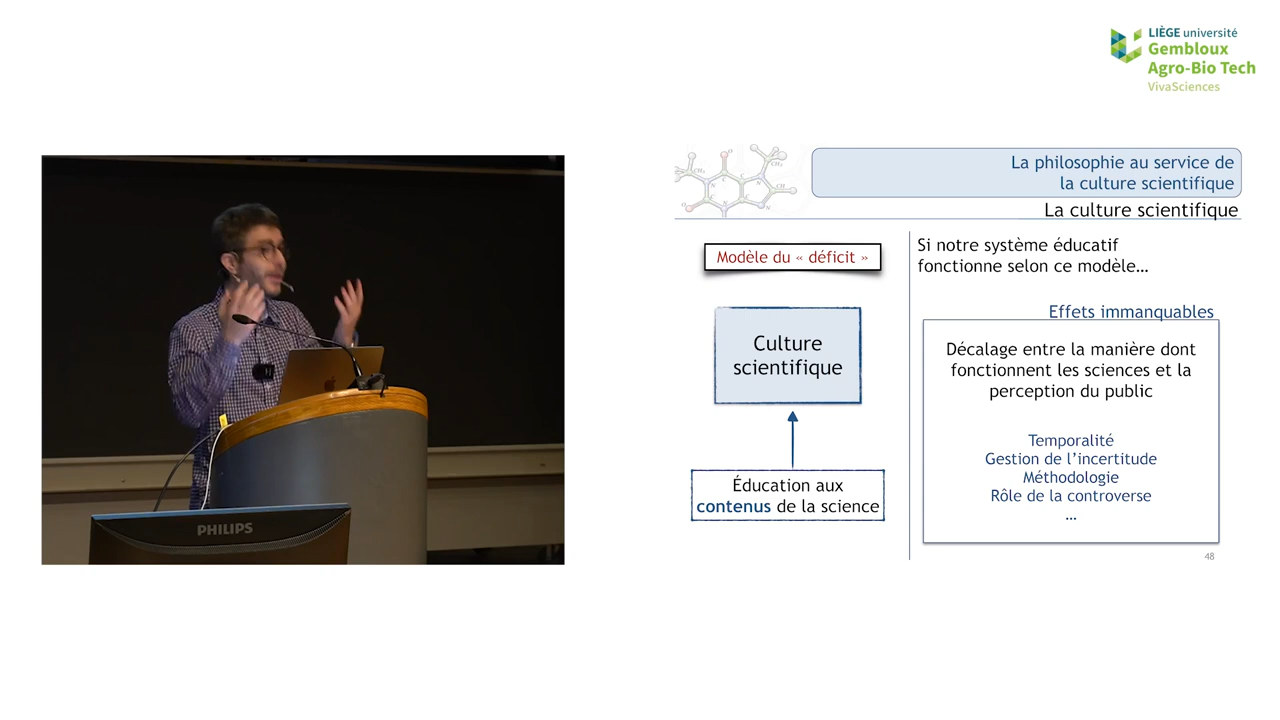 LIÈGE université
Gembloux
Agro-Bio Tech
VivaSciences
La philosophie au service de
la culture scientifique
La culture scientifique
Modèle du « déficit »
Culture
scientifique
Éducation aux
contenus de la science
Si notre système éducatif
fonctionne selon ce modèle…
Effets immanquables
Décalage entre la manière dont
fonctionnent les sciences et la
perception du public
Temporalité
Gestion de l’incertitude
Méthodologie
Rôle de la controverse
…
48
PHILIPS